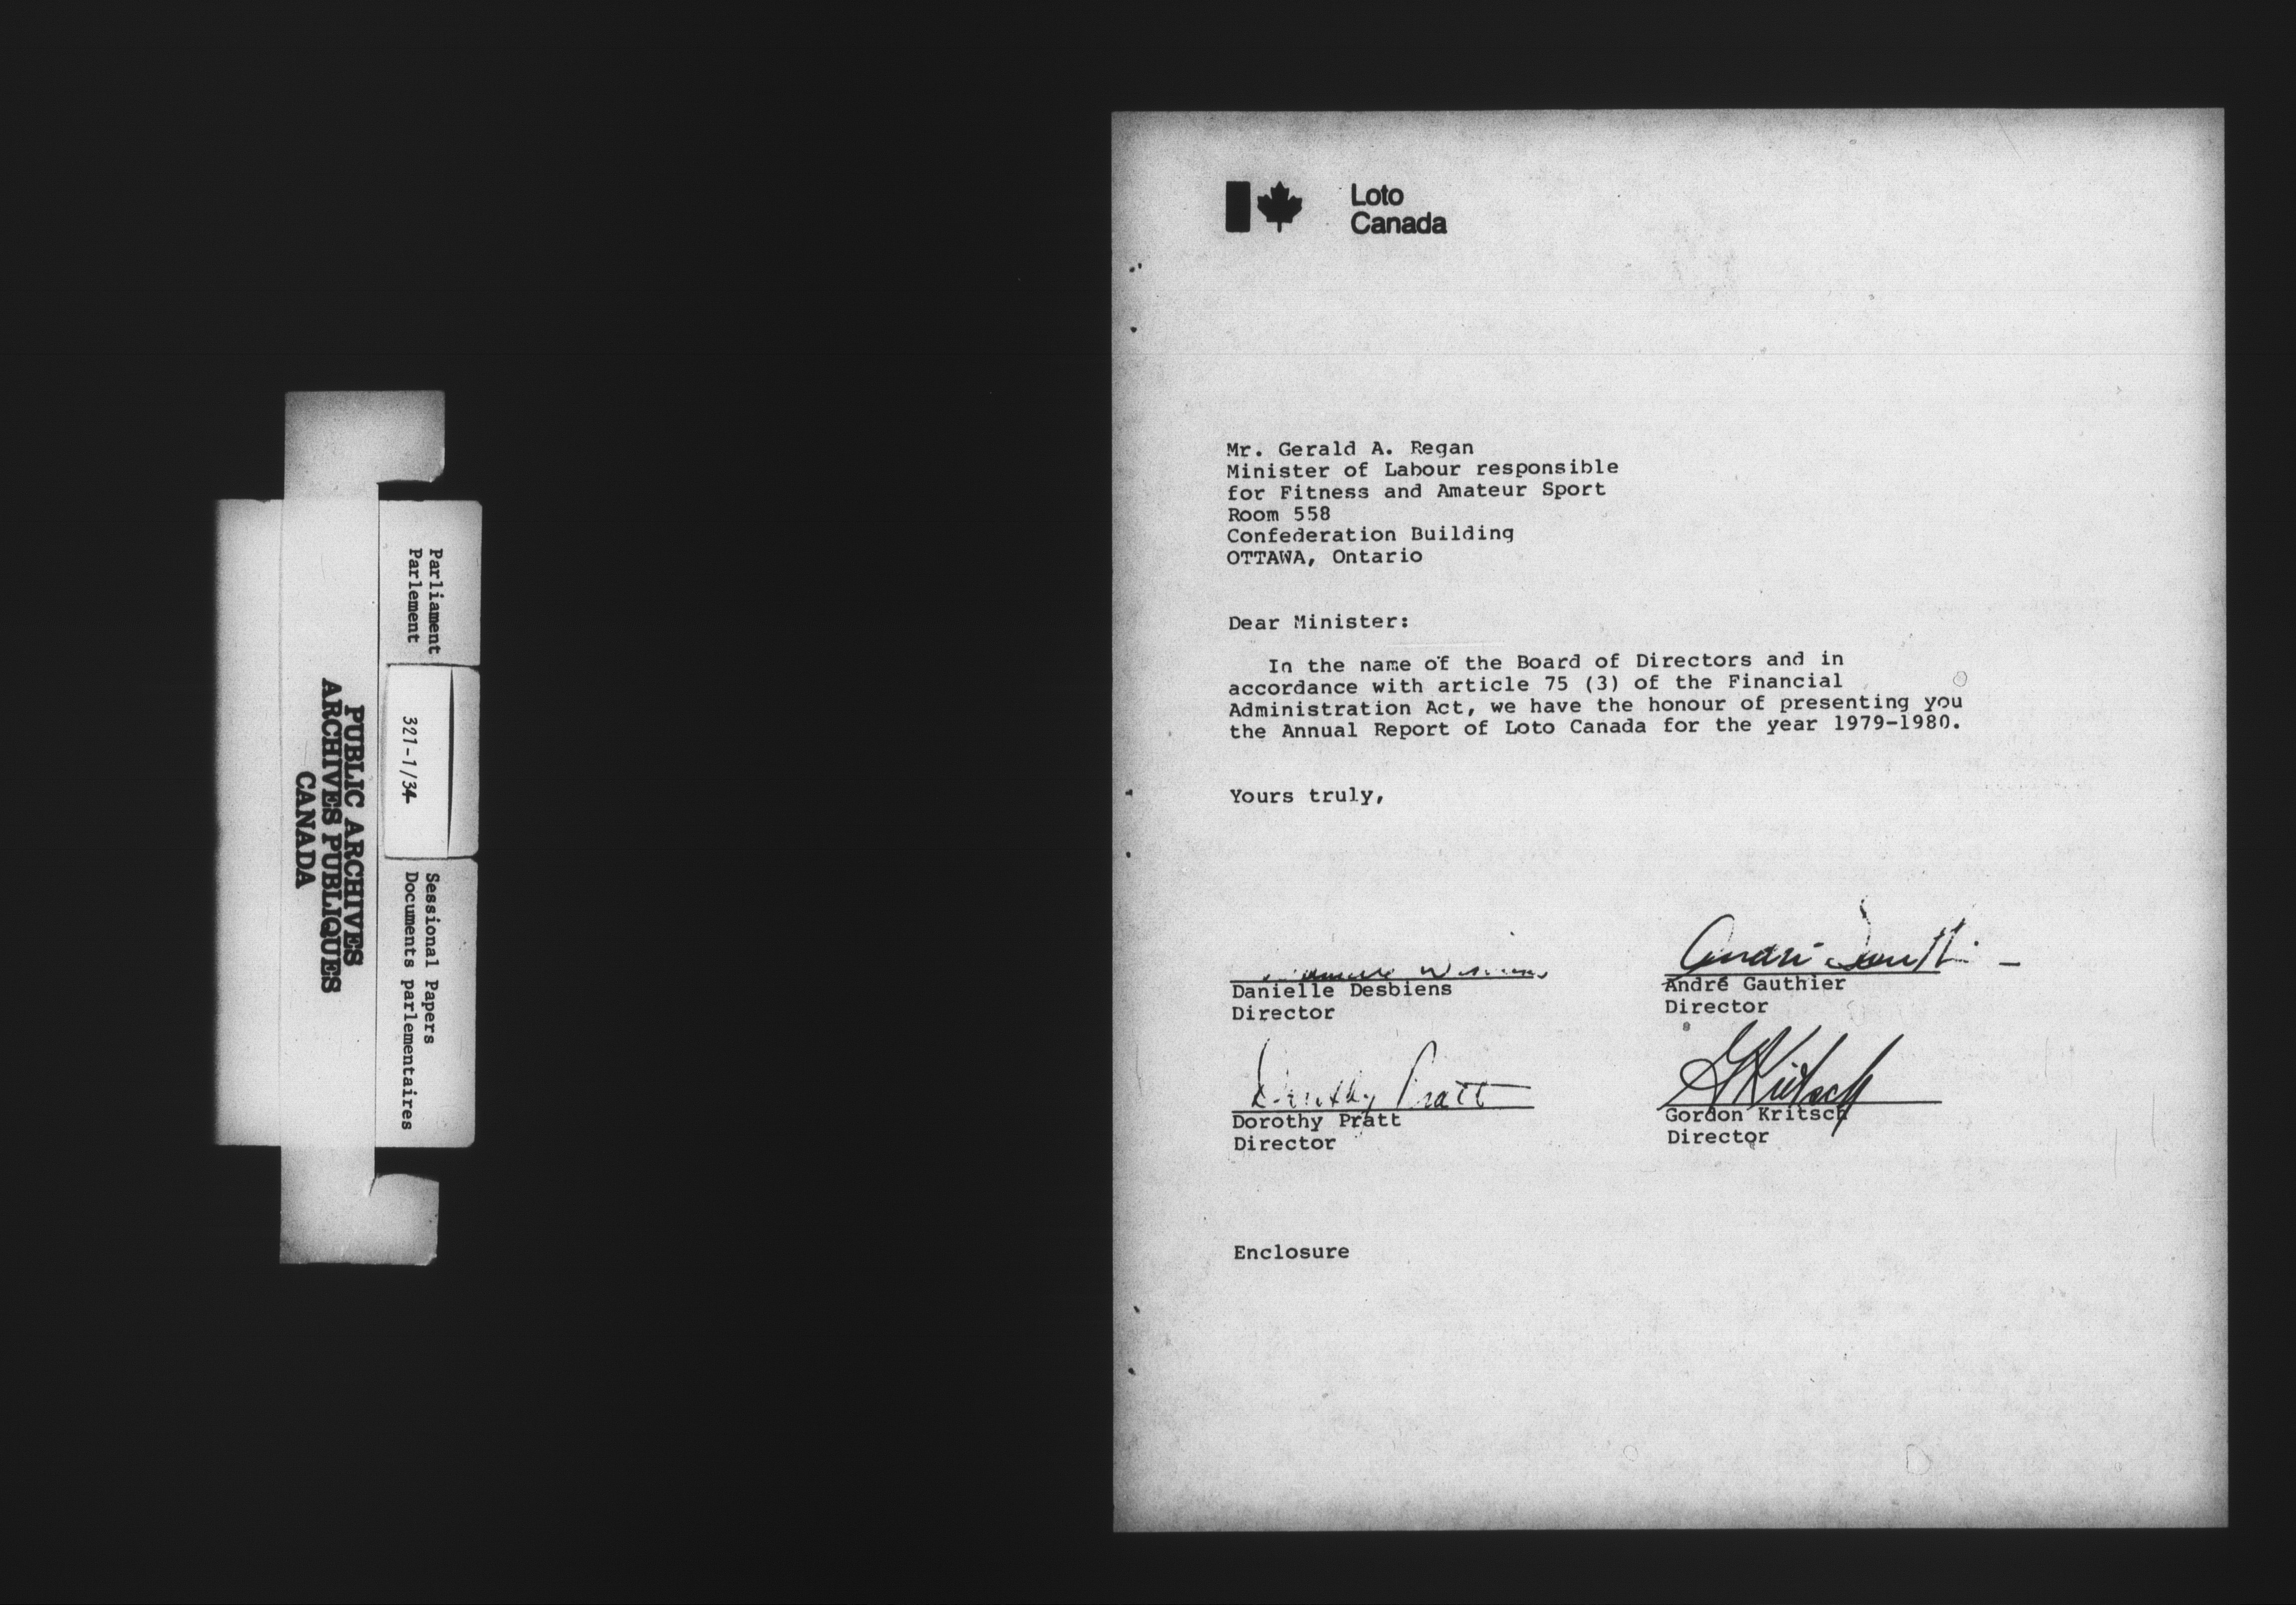 Parliament
Parlement
321-1/34
Sessional Papers
Documents parlementaires
PUBLIC ARCHIVES
ARCHIVES PUBLIQUES
CANADA
Loto
Canada
Mr. Gerald A. Regan
Minister of Labour responsible
for Fitness and Amateur Sport
Room 558
Confederation Building
OTTAWA, Ontario
Dear Minister:
In the name of the Board of Directors and in
accordance with article 75 (3) of the Financial
Administration Act, we have the honour of presenting you
the Annual Report of Loto Canada for the year 1979-1980.
Yours truly,
Danielle Desbiens
Director
André Gauthier
Director
Dorothy Pratt
Dorothy Pratt
Director
GKritsch
Gordon Kritsch
Director
Enclosure